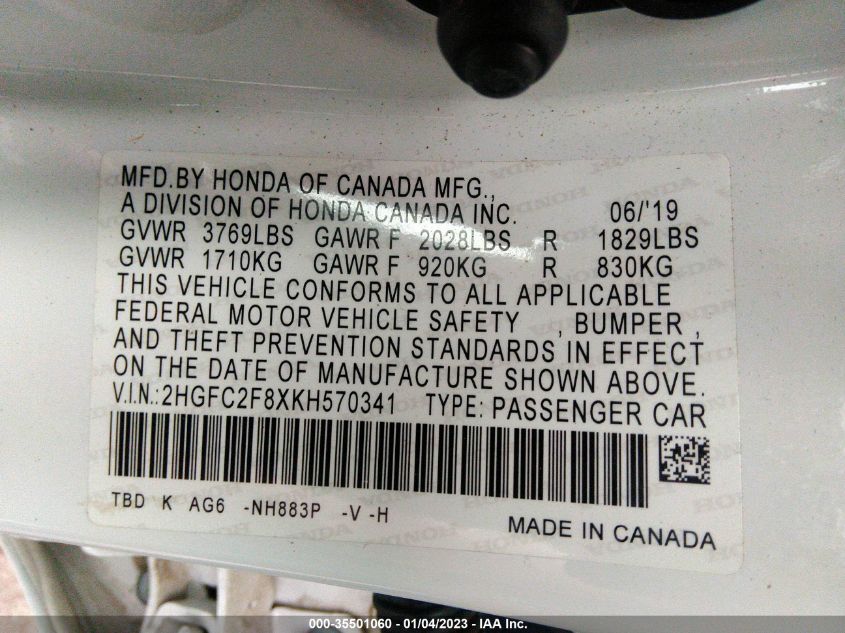 MFD.BY HONDA OF CANADA MFG.,
A DIVISION OF HONDA CANADA INC. 06/'19
GVWR 3769LBS GAWR F 2028LBS R 1829LBS
GVWR 1710KG GAWR F 920KG R 830KG
THIS VEHICLE CONFORMS TO ALL APPLICABLE
FEDERAL MOTOR VEHICLE SAFETY , BUMPER ,
AND THEFT PREVENTION STANDARDS IN EFFECT
ON THE DATE OF MANUFACTURE SHOWN ABOVE.
V.I.N.:2HGFC2F8XKH570341 TYPE: PASSENGER CAR
TBD K AG6 -NH883P -V -H
MADE IN CANADA
000-35501060 - 01/04/2023 - IAA Inc.